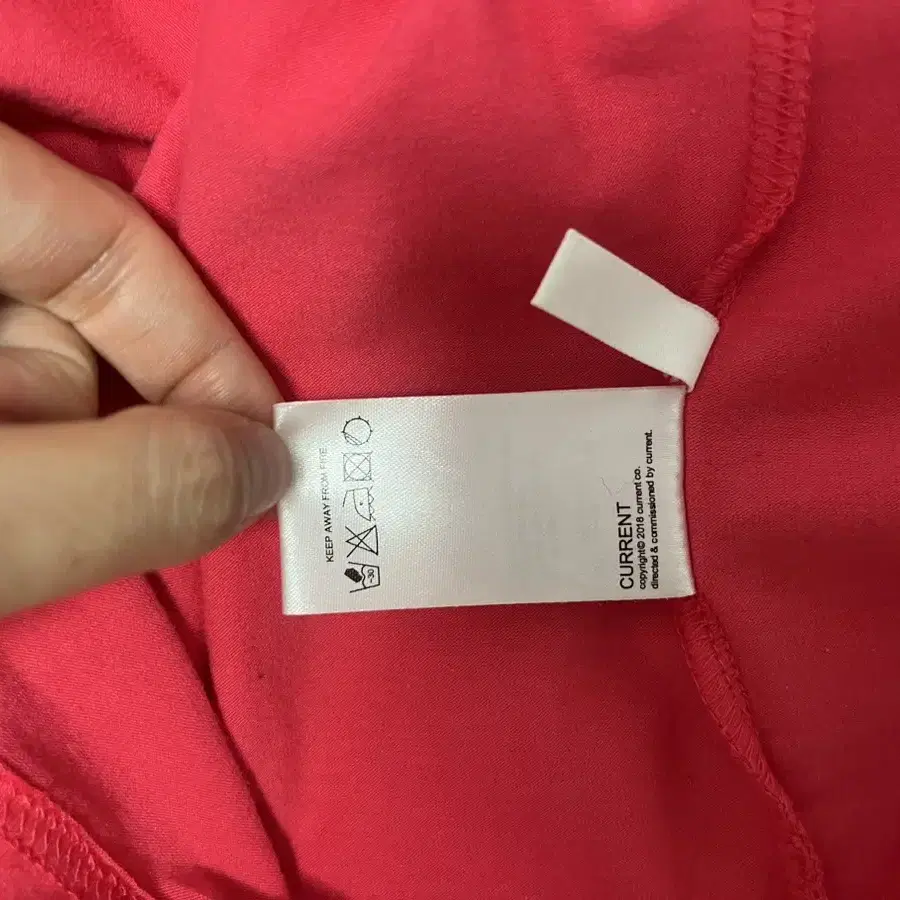 CURRENT
copyright© 2018 current co.
directed & commissioned by current.
KEEP AWAY FROM FIRE
~30